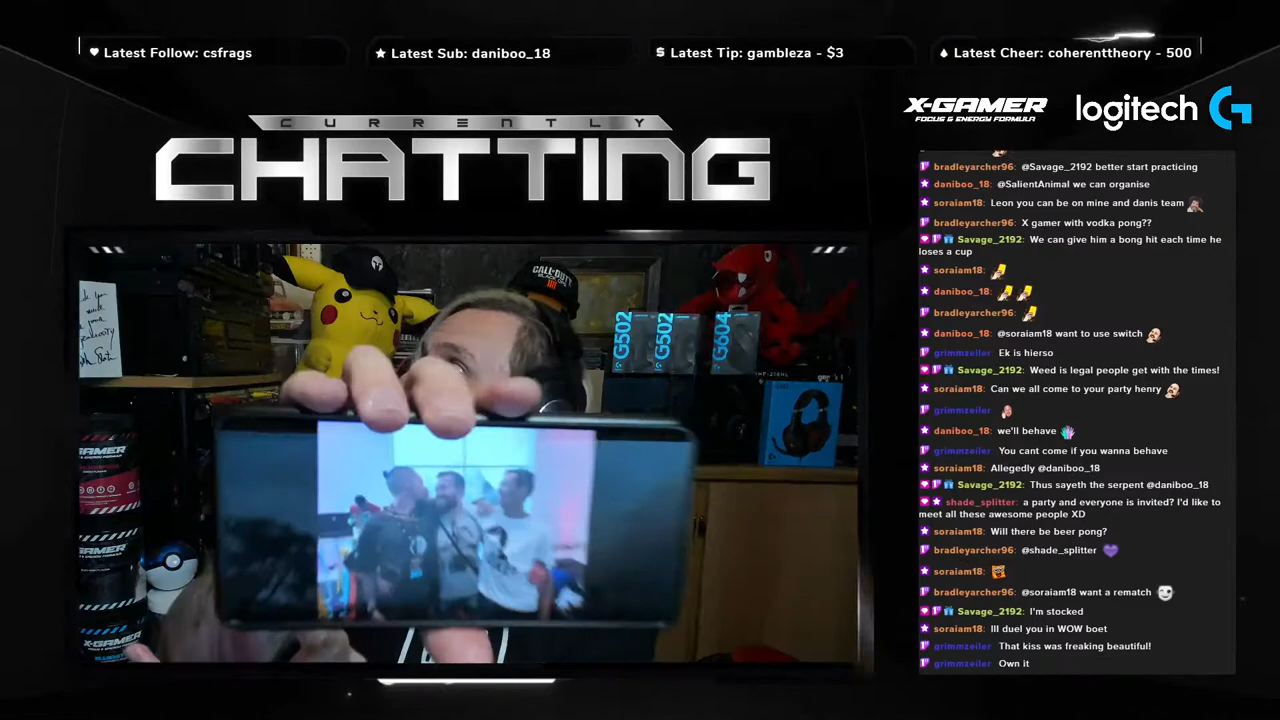 Latest Follow: csfrags
Latest Sub: daniboo_18
Latest Tip: gambleza - $3
Latest Cheer: coherenttheory - 500
CURRENTLY
CHATTING
X-GAMER
FOCUS & ENERGY FORMULA
logitech G
bradleyarcher96: @Savage_2192 better start practicing
daniboo_18: @SalientAnimal we can organise
soraiam18: Leon you can be on mine and danis team
bradleyarcher96: X gamer with vodka pong??
Savage_2192: We can give him a bong hit each time he
loses a cup
soraiam18:
daniboo_18:
bradleyarcher96:
daniboo_18: @soraiam18 want to use switch
grimmzeiler: Ek is hierso
Savage_2192: Weed is legal people get with the times!
soraiam18: Can we all come to your party henry
grimmzeiler:
daniboo_18: we'll behave
grimmzeiler: You cant come if you wanna behave
soraiam18: Allegedly @daniboo_18
Savage_2192: Thus sayeth the serpent @daniboo_18
shade_splitter: a party and everyone is invited? I'd like to
meet all these awesome people XD
soraiam18: Will there be beer pong?
bradleyarcher96: @shade_splitter
soraiam18:
bradleyarcher96: @soraiam18 want a rematch
Savage_2192: I'm stocked
soraiam18: Ill duel you in WOW boet
grimmzeiler: That kiss was freaking beautiful!
grimmzeiler: Own it
CALL OF DUTY
G502
G502
G604
GAMER
GAMER
X-GAMER